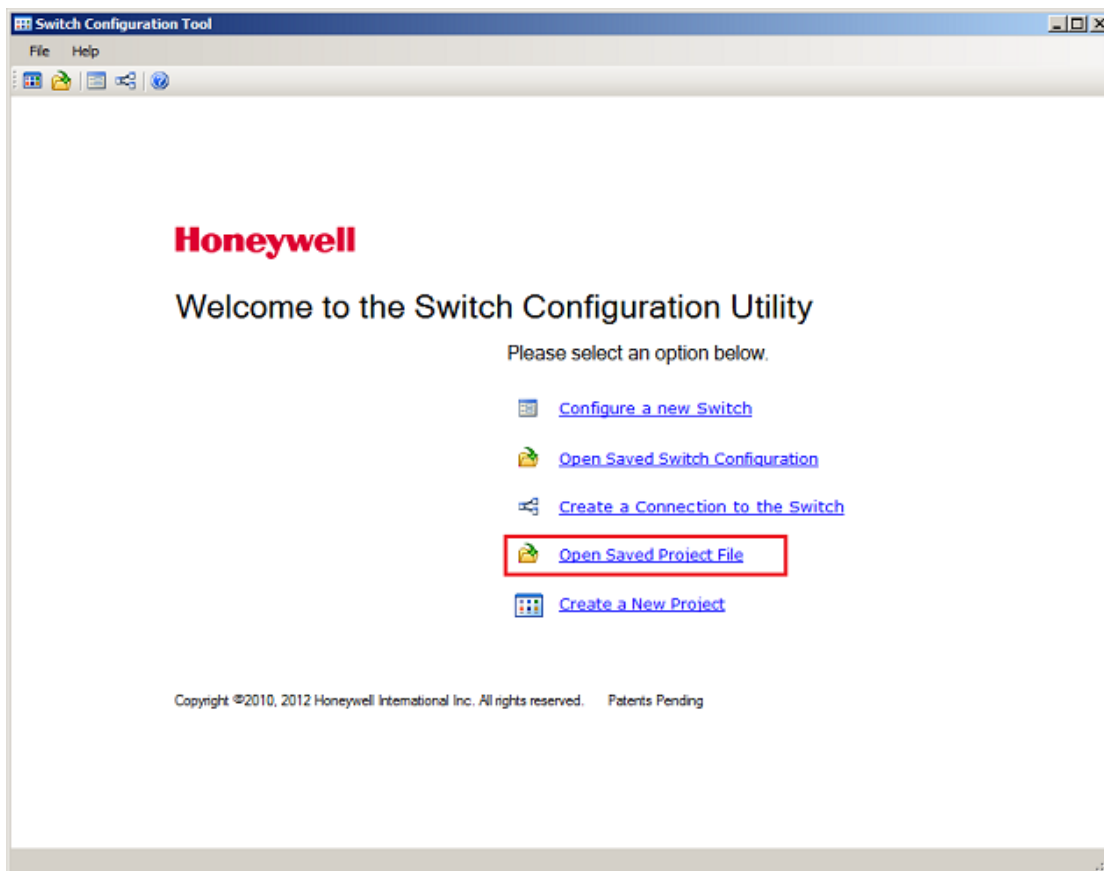 Switch Configuration Tool
File Help
Honeywell
Welcome to the Switch Configuration Utility
Please select an option below.
Configure a new Switch
Open Saved Switch Configuration
Create a Connection to the Switch
Open Saved Project File
Create a New Project
Copyright ©2010, 2012 Honeywell International Inc. All rights reserved. Patents Pending